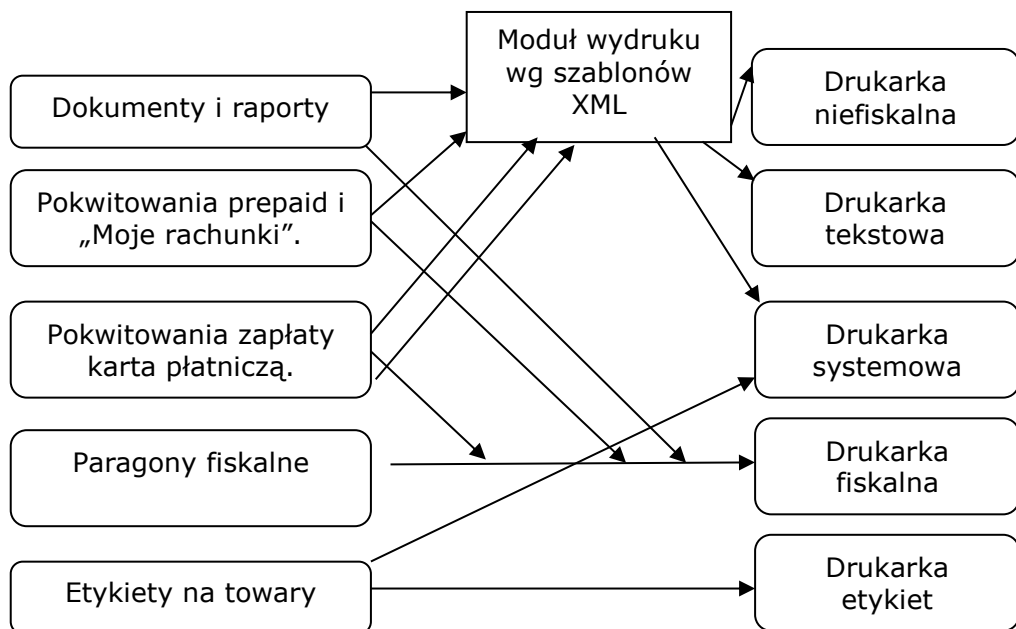 Moduł wydruku
wg szablonów
XML
Dokumenty i raporty
Pokwitowania prepaid i
„Moje rachunki”.
Pokwitowania zapłaty
karta płatniczą.
Paragony fiskalne
Etykiety na towary
Drukarka
niefiskalna
Drukarka
tekstowa
Drukarka
systemowa
Drukarka
fiskalna
Drukarka
etykiet